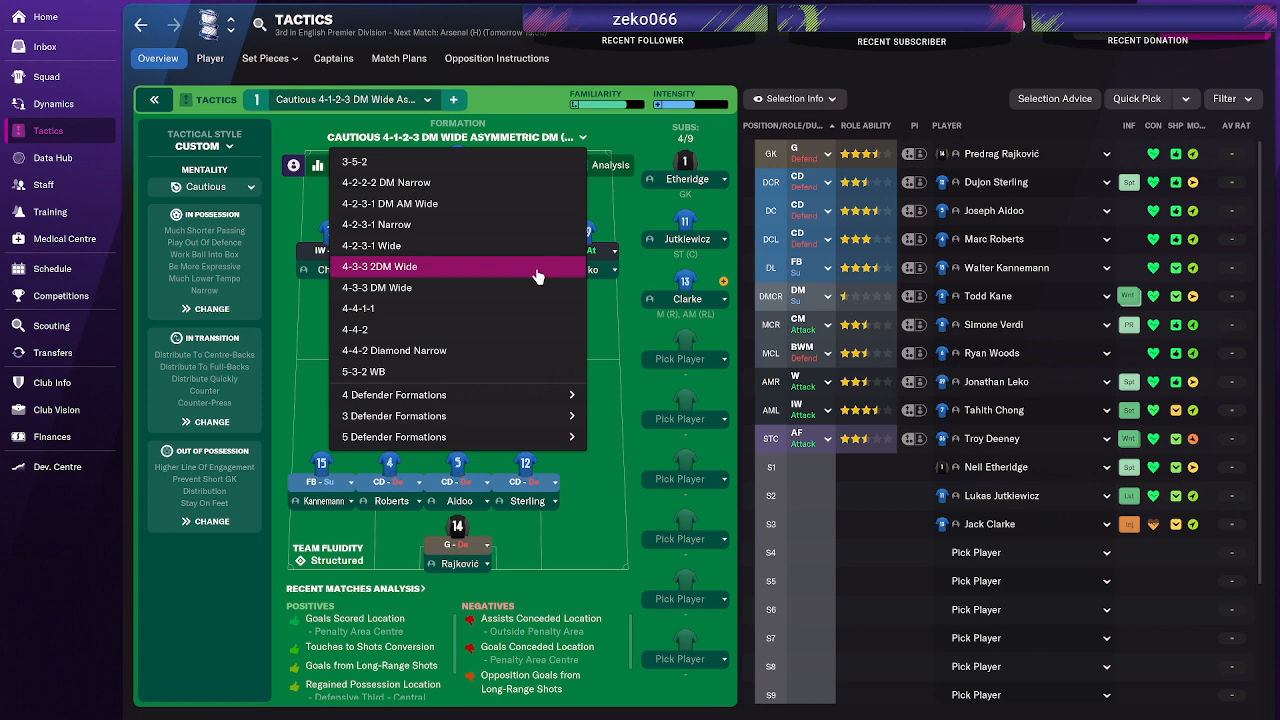 Home
Inbox
Squad
Dynamics
Tactics
Data Hub
Staff
Training
Medical Centre
Schedule
Competitions
Scouting
Transfers
Club Info
Club Vision
Finances
Dev. Centre
TACTICS
3rd in English Premier Division - Next Match: Arsenal (H) (Tomorrow
zeko066
RECENT FOLLOWER
RECENT SUBSCRIBER
RECENT DONATION
Overview
Player
Set Pieces
Captains
Match Plans
Opposition Instructions
TACTICS
1
Cautious 4-1-2-3 DM Wide As...
FAMILIARITY
INTENSITY
TACTICAL STYLE
CUSTOM
MENTALITY
Cautious
IN POSSESSION
Much Shorter Passing
Play Out Of Defence
Work Ball Into Box
Be More Expressive
Much Lower Tempo
Narrow
CHANGE
IN TRANSITION
Distribute To Centre-Backs
Distribute To Full-Backs
Distribute Quickly
Counter
Counter-Press
CHANGE
OUT OF POSSESSION
Higher Line Of Engagement
Prevent Short GK
Distribution
Stay On Feet
CHANGE
FORMATION
CAUTIOUS 4-1-2-3 DM WIDE ASYMMETRIC DM (...
Analysis
3-5-2
4-2-2-2 DM Narrow
4-2-3-1 DM AM Wide
4-2-3-1 Narrow
4-2-3-1 Wide
4-3-3 2DM Wide
4-3-3 DM Wide
4-4-1-1
4-4-2
4-4-2 Diamond Narrow
5-3-2 WB
4 Defender Formations
3 Defender Formations
5 Defender Formations
IW
Ch
At
ko
15
4
5
12
FB - Su
CD - De
CD - De
CD - De
Kannemann
Roberts
Aidoo
Sterling
14
G - De
Rajković
TEAM FLUIDITY
Structured
RECENT MATCHES ANALYSIS
POSITIVES
Goals Scored Location
- Penalty Area Centre
Touches to Shots Conversion
Goals from Long-Range Shots
Regained Possession Location
- Defensive Third - Central
NEGATIVES
Assists Conceded Location
- Outside Penalty Area
Goals Conceded Location
- Penalty Area Centre
Opposition Goals from
Long-Range Shots
SUBS:
4/9
1
Etheridge
GK
11
Jutkiewicz
ST (C)
13
Clarke
M (R), AM (RL)
Pick Player
-
Pick Player
-
Pick Player
-
Pick Player
-
Pick Player
-
Pick Player
-
Selection Info
Selection Advice
Quick Pick
Filter
POSITION/ROLE/DU... ROLE ABILITY PI PLAYER INF CON SHP MO... AV RAT
GK G Defend Predrag Rajković -
DCR CD Defend Dujon Sterling Spt -
DC CD Defend Joseph Aidoo -
DCL CD Defend Marc Roberts -
DL FB Su Walter Kannemann -
DMCR DM Su Todd Kane Wnt -
MCR CM Attack Simone Verdi PR -
MCL BWM Defend Ryan Woods -
AMR W Attack Jonathan Leko Spt -
AML IW Attack Tahith Chong Sct -
STC AF Attack Troy Deeney Wnt -
S1 Neil Etheridge Spt -
S2 Lukas Jutkiewicz Lst -
S3 Jack Clarke Inj -
S4 Pick Player
S5 Pick Player
S6 Pick Player
S7 Pick Player
S8 Pick Player
S9 Pick Player